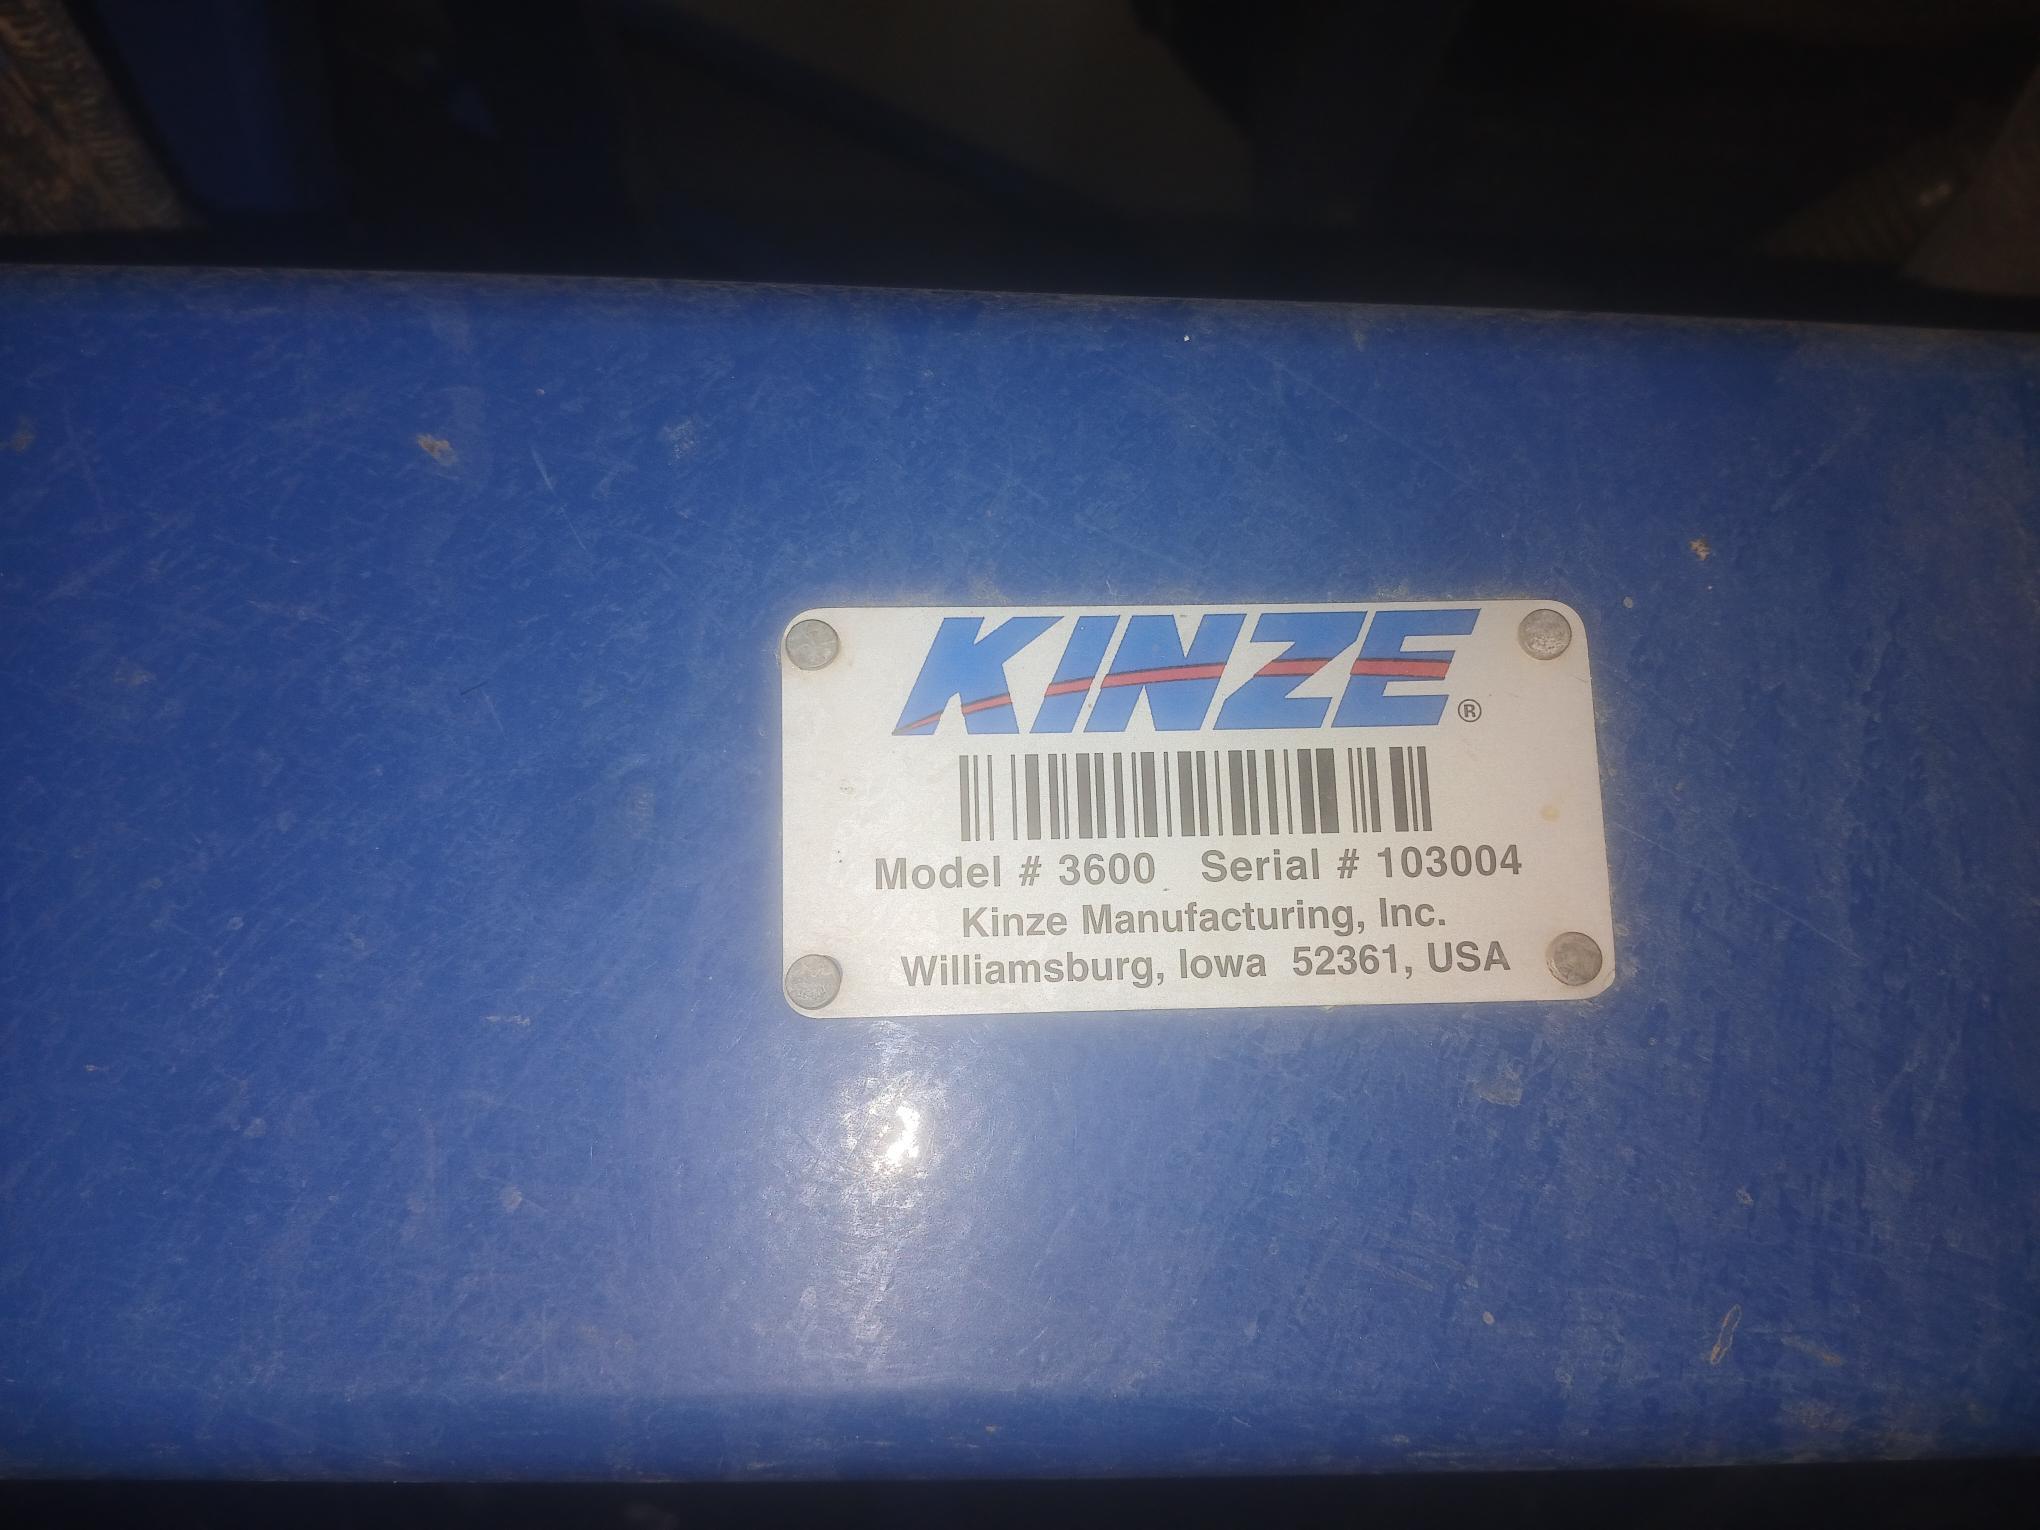 KINZE®
Model # 3600 Serial # 103004
Kinze Manufacturing, Inc.
Williamsburg, Iowa 52361, USA